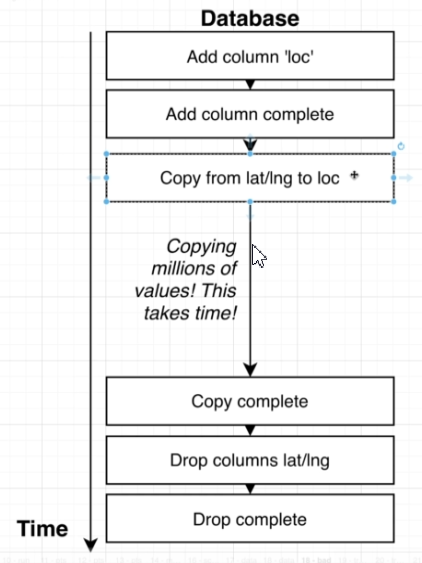 Database
Add column 'loc'
Add column complete
Copy from lat/lng to loc
Copying
millions of
values! This
takes time!
Copy complete
Drop columns lat/lng
Drop complete
Time